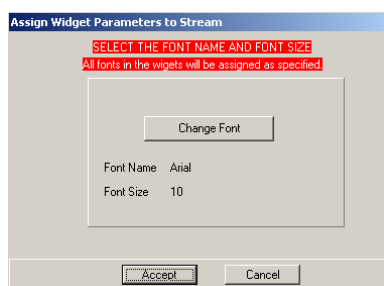 Assign Widget Parameters to Stream
SELECT THE FONT NAME AND FONT SIZE
All fonts in the wigets will be assigned as specified.
Change Font
Font Name Arial
Font Size 10
Accept Cancel